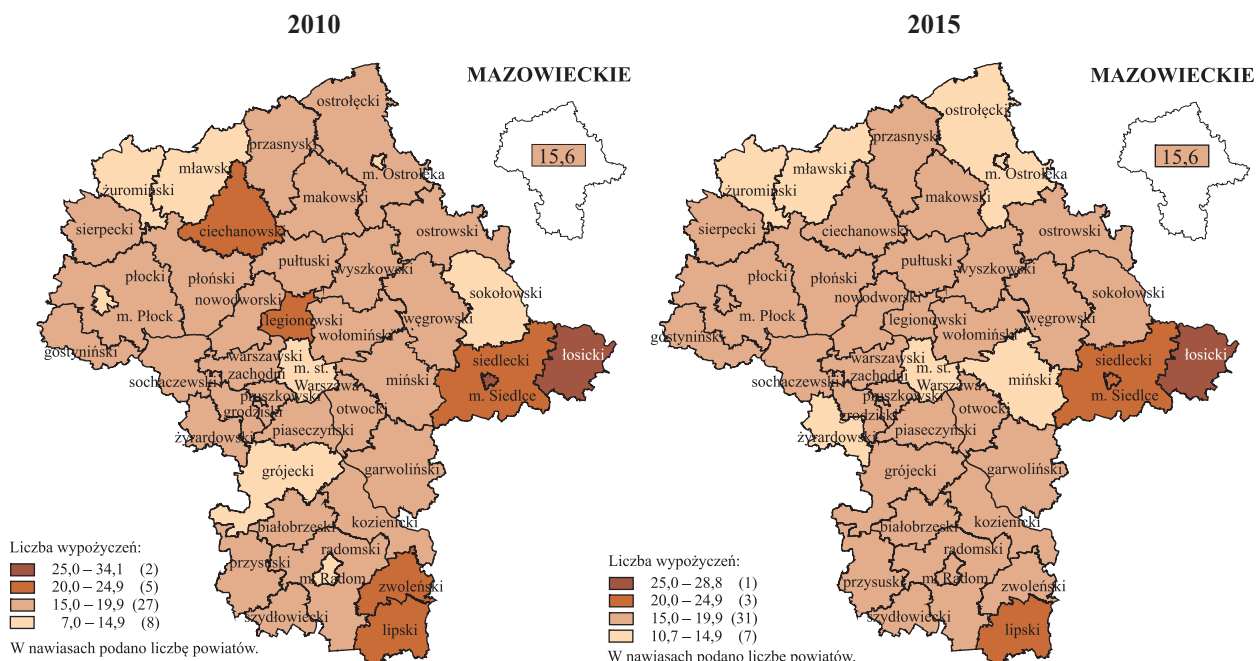 2010
MAZOWIECKIE
15,6
ostrołęcki
przasnyski
mławski
m. Ostrołęka
żuromiński
makowski
sierpecki
ciechanowski
ostrowski
pułtuski
wyszkowski
płocki
płoński
sokołowski
nowodworski
węgrowski
m. Płock
legionowski
wołomiński
gostyniński
warszawski
zachodni
m. st.
Warszawa
siedlecki
łosicki
sochaczewski
miński
m. Siedlce
pruszkowski
grodziski
otwocki
żyrardowski
piaseczyński
grójecki
garwoliński
białobrzeski
kozienicki
radomski
przysuski
m. Radom
zwoleński
szydłowiecki
lipski
Liczba wypożyczeń:
25,0 – 34,1 (2)
20,0 – 24,9 (5)
15,0 – 19,9 (27)
7,0 – 14,9 (8)
W nawiasach podano liczbę powiatów.
2015
MAZOWIECKIE
15,6
ostrołęcki
przasnyski
mławski
m. Ostrołęka
żuromiński
makowski
sierpecki
ciechanowski
ostrowski
pułtuski
wyszkowski
płocki
płoński
sokołowski
nowodworski
węgrowski
m. Płock
legionowski
wołomiński
gostyniński
warszawski
zachodni
m. st.
Warszawa
siedlecki
łosicki
sochaczewski
miński
m. Siedlce
pruszkowski
grodziski
otwocki
żyrardowski
piaseczyński
grójecki
garwoliński
białobrzeski
kozienicki
radomski
przysuski
m. Radom
zwoleński
szydłowiecki
lipski
Liczba wypożyczeń:
25,0 – 28,8 (1)
20,0 – 24,9 (3)
15,0 – 19,9 (31)
10,7 – 14,9 (7)
W nawiasach podano liczbę powiatów.